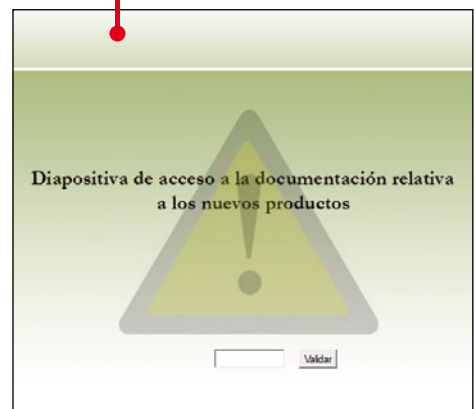 Diapositiva de acceso a la documentación relativa
a los nuevos productos
Validar